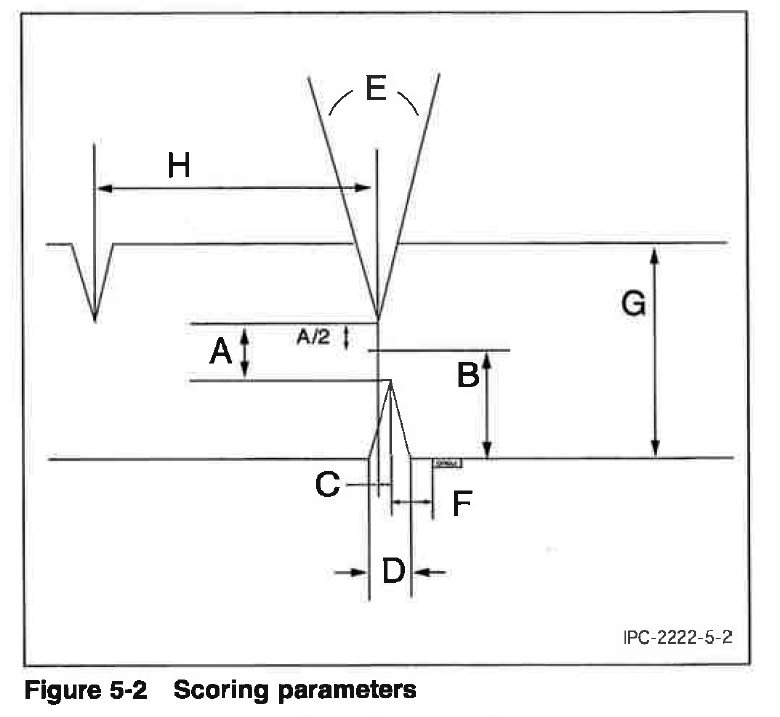 E
H
G
A/2
A
B
C
F
D
IPC-2222-5-2
Figure 5-2 Scoring parameters